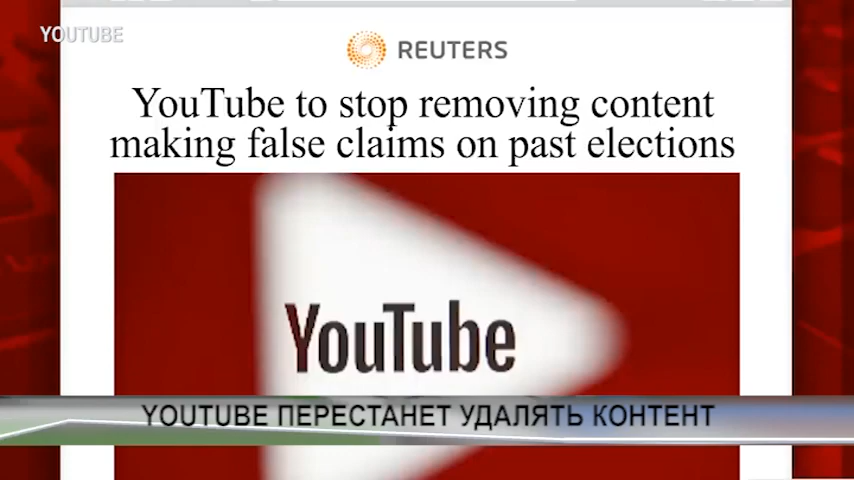 YOUTUBE
REUTERS
YouTube to stop removing content
making false claims on past elections
YouTube
YOUTUBE ПЕРЕСТАНЕТ УДАЛЯТЬ КОНТЕНТ